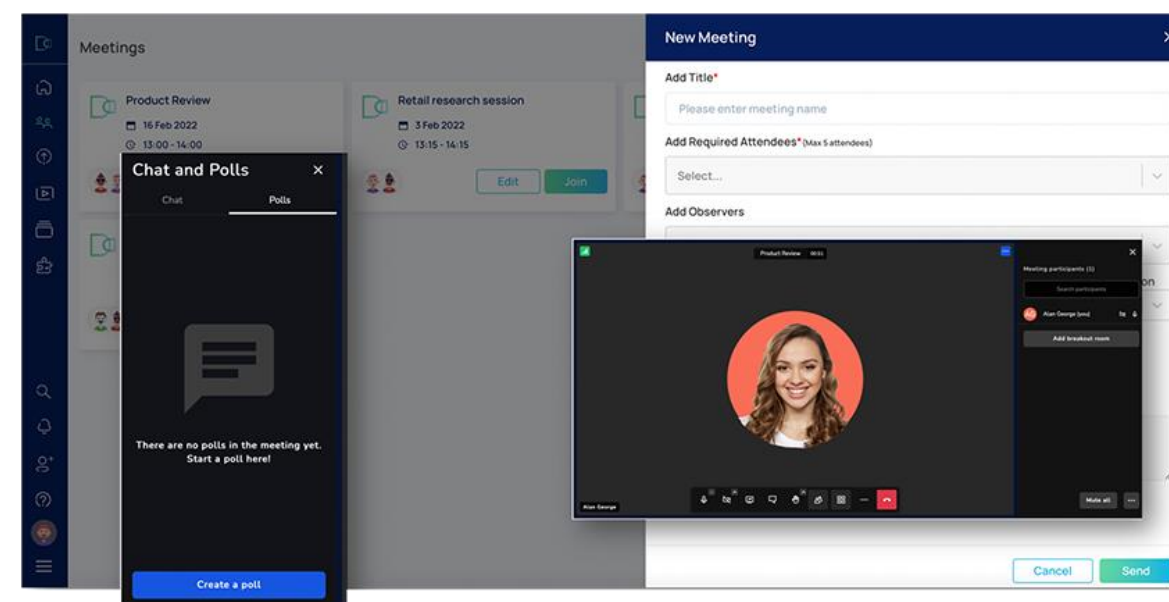 Meetings
Product Review
16 Feb 2022
13:00 - 14:00
Retail research session
3 Feb 2022
13:15 - 14:15
Edit
Join
New Meeting
Add Title*
Please enter meeting name
Add Required Attendees* (Max 5 attendees)
Select...
Add Observers
on
Cancel
Send
Chat and Polls
Chat
Polls
There are no polls in the meeting yet.
Start a poll here!
Create a poll
Product Review 00:51
Alan George
Meeting participants (1)
Search participants
AG Alan George (you)
Add breakout room
Mute all